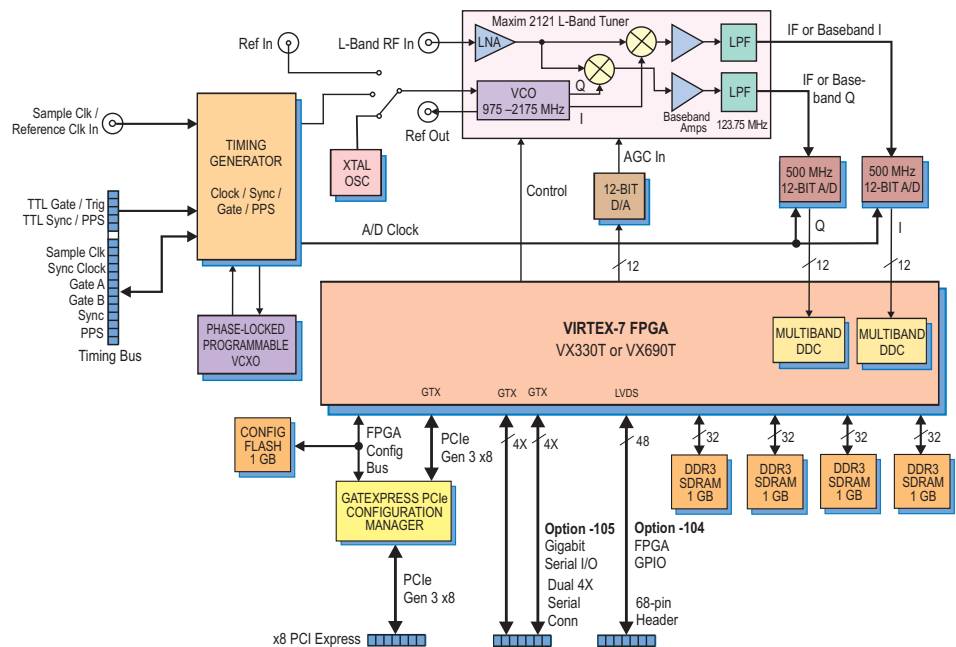 Maxim 2121 L-Band Tuner
Ref In
L-Band RF In
LNA
LPF
IF or Baseband I
VCO
975 –2175 MHz
Q
I
LPF
IF or Base-
band Q
Baseband
Amps
123.75 MHz
Sample Clk /
Reference Clk In
Ref Out
TIMING
GENERATOR
Clock / Sync /
Gate / PPS
XTAL
OSC
AGC In
Control
12-BIT
D/A
500 MHz
12-BIT A/D
500 MHz
12-BIT A/D
TTL Gate / Trig
TTL Sync / PPS
A/D Clock
Q
I
Sample Clk
Sync Clock
Gate A
Gate B
Sync
PPS
Timing Bus
12
12
12
PHASE-LOCKED
PROGRAMMABLE
VCXO
VIRTEX-7 FPGA
VX330T or VX690T
MULTIBAND
DDC
MULTIBAND
DDC
GTX
GTX
GTX
LVDS
CONFIG
FLASH
1 GB
FPGA
Config
Bus
PCIe
Gen 3 x8
4X
4X
48
32
32
32
32
DDR3
SDRAM
1 GB
DDR3
SDRAM
1 GB
DDR3
SDRAM
1 GB
DDR3
SDRAM
1 GB
GATEXPRESS PCIe
CONFIGURATION
MANAGER
Option -105
Gigabit
Serial I/O
Dual 4X
Serial
Conn
Option -104
FPGA
GPIO
68-pin
Header
PCIe
Gen 3 x8
x8 PCI Express